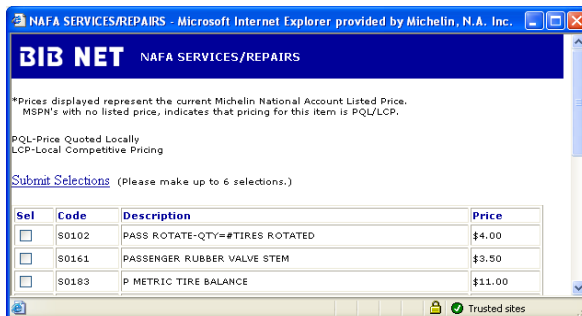 NAFA SERVICES/REPAIRS - Microsoft Internet Explorer provided by Michelin, N.A. Inc.
BIB NET NAFA SERVICES/REPAIRS
*Prices displayed represent the current Michelin National Account Listed Price.
MSPN's with no listed price, indicates that pricing for this item is PQL/LCP.
PQL-Price Quoted Locally
LCP-Local Competitive Pricing
Submit Selections (Please make up to 6 selections.)
Sel Code Description Price
S0102 PASS ROTATE-QTY=#TIRES ROTATED $4.00
S0161 PASSENGER RUBBER VALVE STEM $3.50
S0183 P METRIC TIRE BALANCE $11.00
Trusted sites